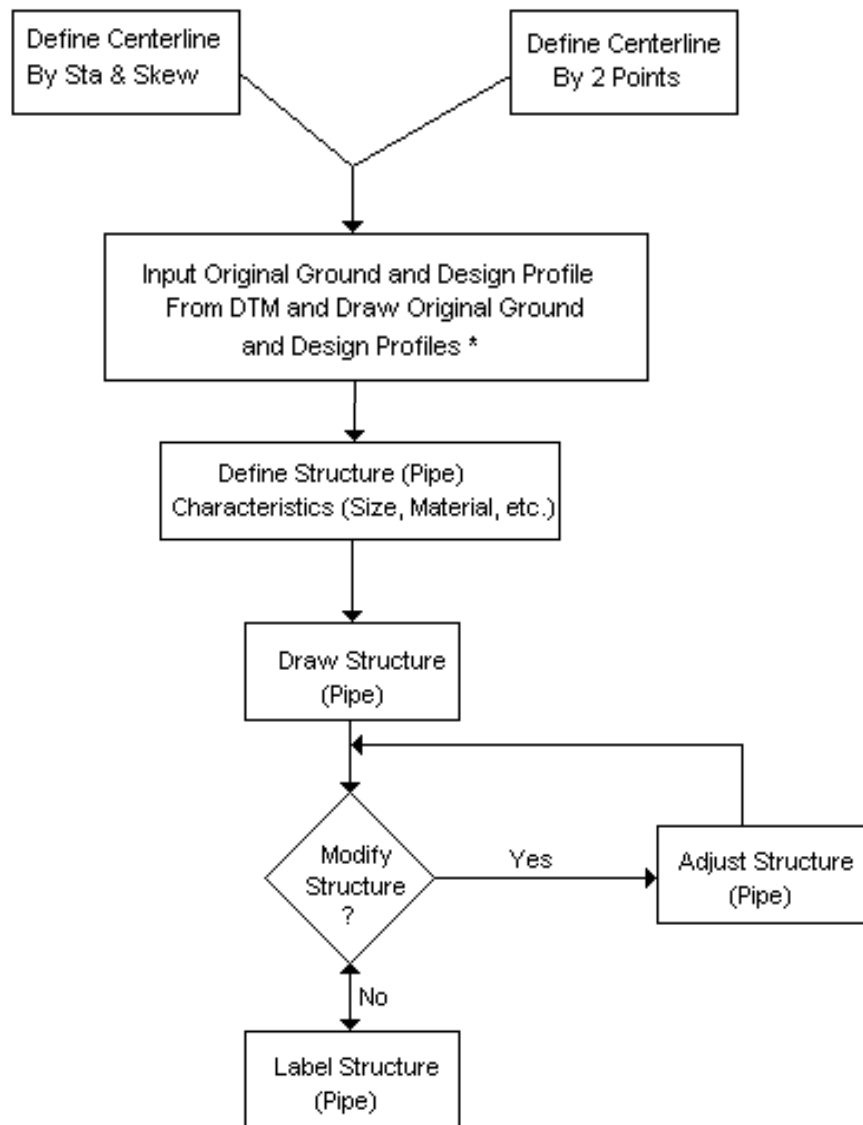 Define Centerline
By Sta & Skew
Define Centerline
By 2 Points
Input Original Ground and Design Profile
From DTM and Draw Original Ground
and Design Profiles *
Define Structure (Pipe)
Characteristics (Size, Material, etc.)
Draw Structure
(Pipe)
Modify
Structure
?
Yes
Adjust Structure
(Pipe)
No
Label Structure
(Pipe)